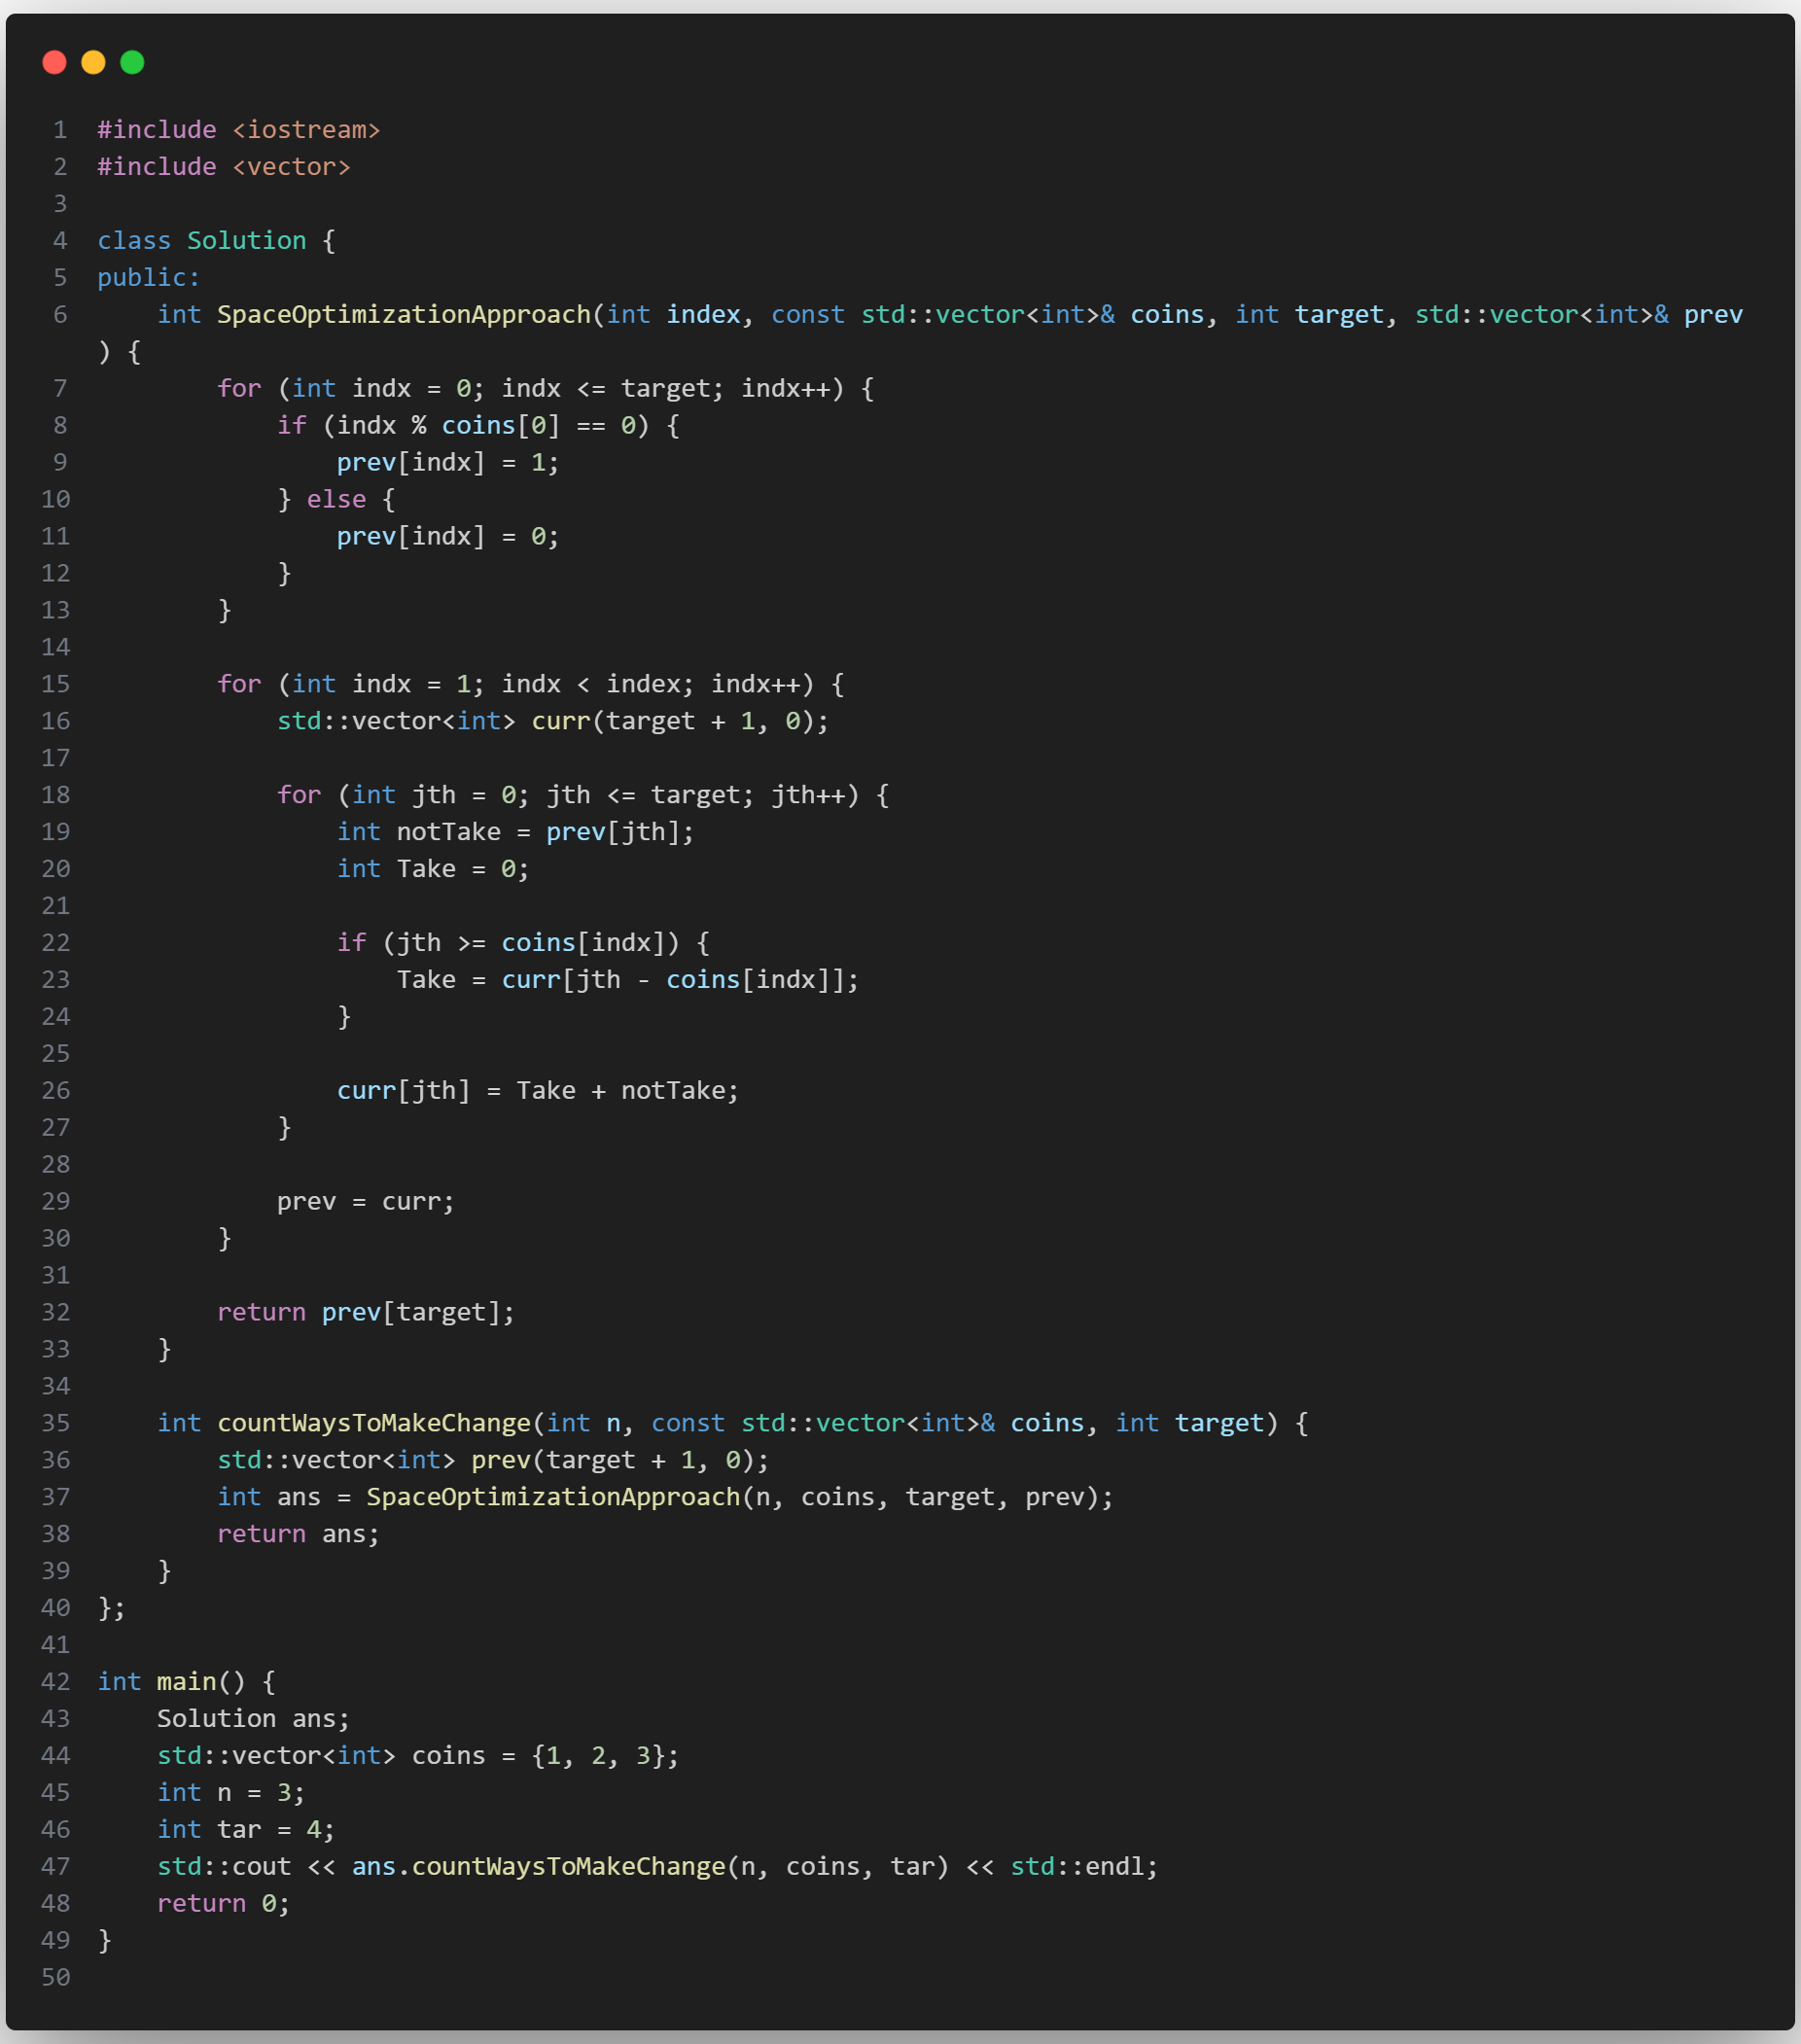 1 #include <iostream>
2 #include <vector>
3
4 class Solution {
5 public:
6     int SpaceOptimizationApproach(int index, const std::vector<int>& coins, int target, std::vector<int>& prev
) {
7         for (int indx = 0; indx <= target; indx++) {
8             if (indx % coins[0] == 0) {
9                 prev[indx] = 1;
10             } else {
11                 prev[indx] = 0;
12             }
13         }
14
15         for (int indx = 1; indx < index; indx++) {
16             std::vector<int> curr(target + 1, 0);
17
18             for (int jth = 0; jth <= target; jth++) {
19                 int notTake = prev[jth];
20                 int Take = 0;
21
22                 if (jth >= coins[indx]) {
23                     Take = curr[jth - coins[indx]];
24                 }
25
26                 curr[jth] = Take + notTake;
27             }
28
29             prev = curr;
30         }
31
32         return prev[target];
33     }
34
35     int countWaysToMakeChange(int n, const std::vector<int>& coins, int target) {
36         std::vector<int> prev(target + 1, 0);
37         int ans = SpaceOptimizationApproach(n, coins, target, prev);
38         return ans;
39     }
40 };
41
42 int main() {
43     Solution ans;
44     std::vector<int> coins = {1, 2, 3};
45     int n = 3;
46     int tar = 4;
47     std::cout << ans.countWaysToMakeChange(n, coins, tar) << std::endl;
48     return 0;
49 }
50